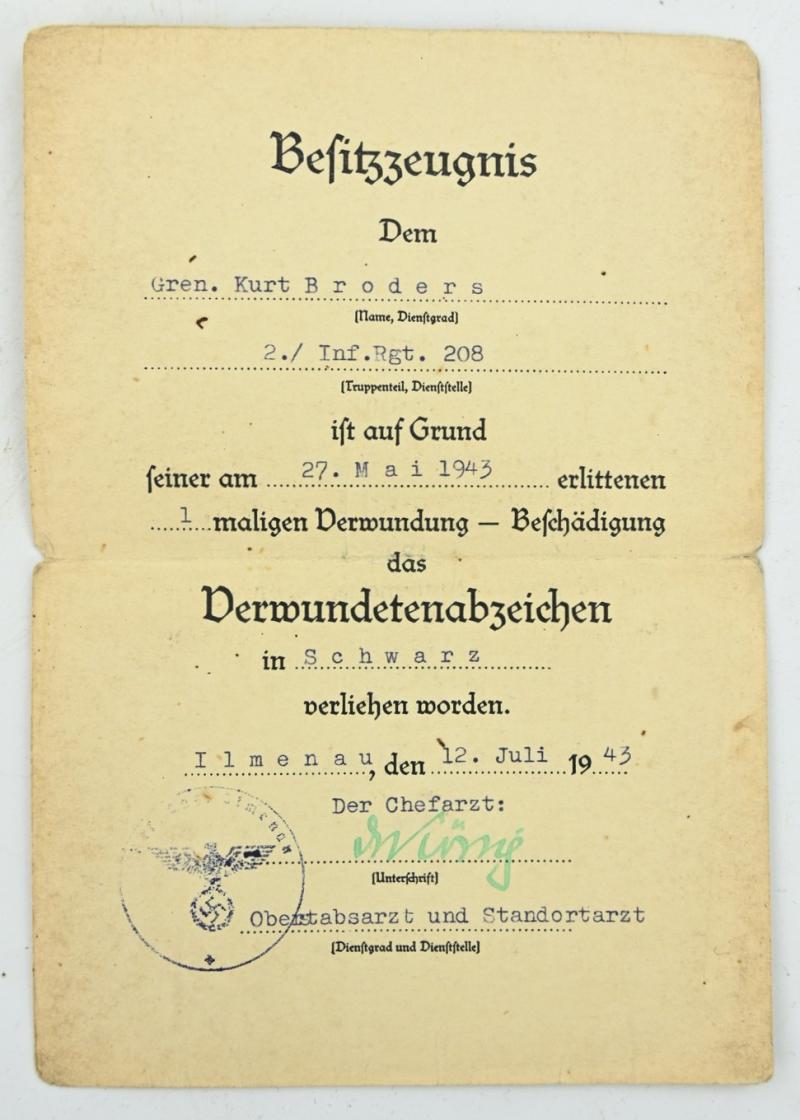 Besitzzeugnis
Dem
Gren. Kurt B r o d e r s
(Name, Dienstgrad)
2./ Inf.Rgt. 208
(Truppenteil, Dienststelle)
ist auf Grund
seiner am 27. M a i 1943 erlittenen
1 maligen Verwundung — Beschädigung
das
Verwundetenabzeichen
in S c h w a r z
verliehen worden.
I l m e n a u, den 12. Juli 19 43
Der Chefarzt:
(Unterschrift)
Oberstabsarzt und Standortarzt
(Dienstgrad und Dienststelle)